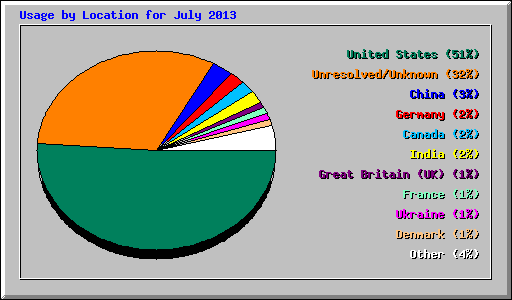 Usage by Location for July 2013
United States (51%)
Unresolved/Unknown (32%)
China (3%)
Germany (2%)
Canada (2%)
India (2%)
Great Britain (UK) (1%)
France (1%)
Ukraine (1%)
Denmark (1%)
Other (4%)